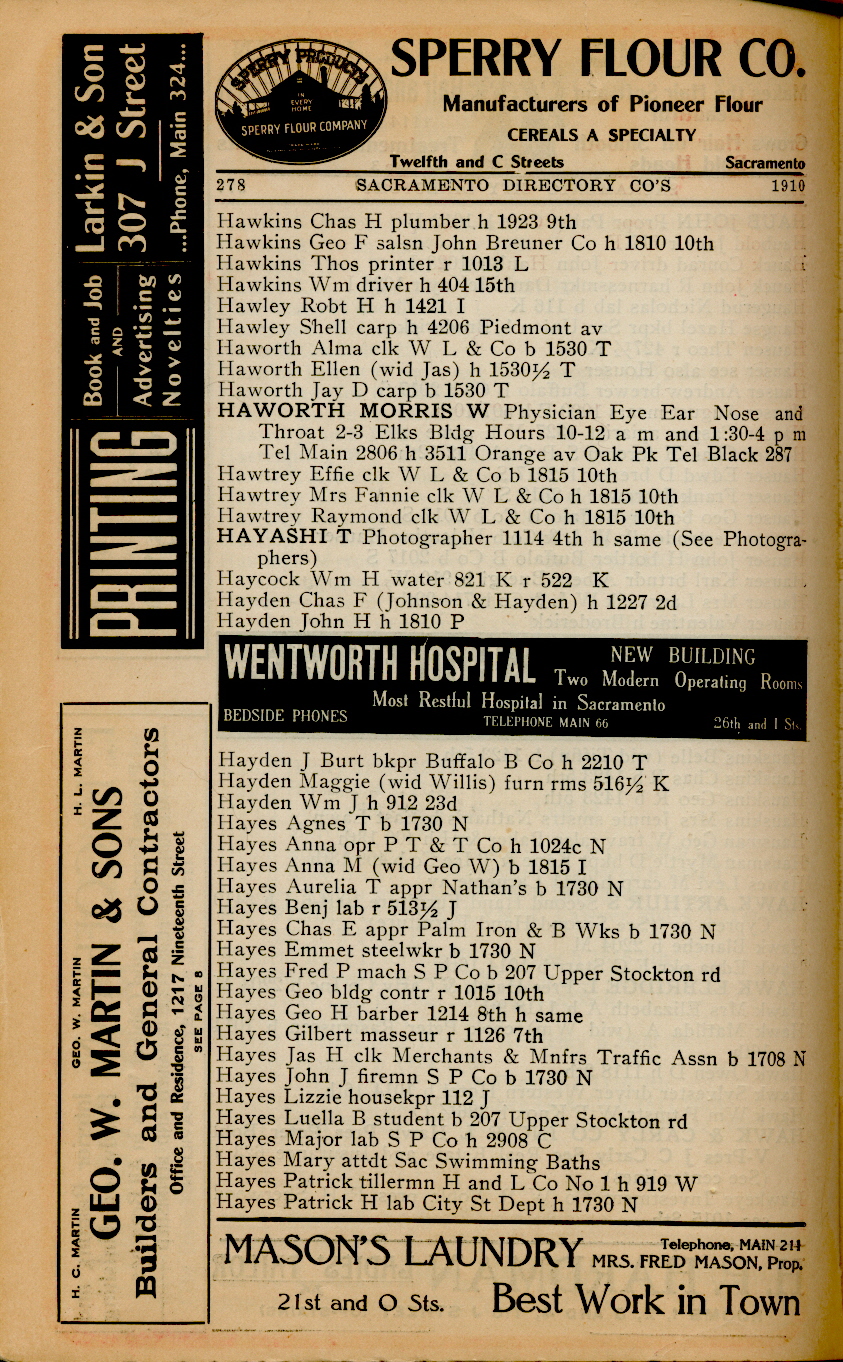 SPERRY PRODUCTS
IN
EVERY
HOME
SPERRY FLOUR COMPANY
SPERRY FLOUR CO.
Manufacturers of Pioneer Flour
CEREALS A SPECIALTY
Twelfth and C Streets Sacramento
278 SACRAMENTO DIRECTORY CO'S 1910
Larkin & Son
307 J Street
...Phone, Main 324...
Book and Job
AND
Advertising
Novelties
PRINTING
Hawkins Chas H plumber h 1923 9th
Hawkins Geo F salsn John Breuner Co h 1810 10th
Hawkins Thos printer r 1013 L
Hawkins Wm driver h 404 15th
Hawley Robt H h 1421 I
Hawley Shell carp h 4206 Piedmont av
Haworth Alma clk W L & Co b 1530 T
Haworth Ellen (wid Jas) h 1530½ T
Haworth Jay D carp b 1530 T
HAWORTH MORRIS W Physician Eye Ear Nose and
Throat 2-3 Elks Bldg Hours 10-12 a m and 1:30-4 p m
Tel Main 2806 h 3511 Orange av Oak Pk Tel Black 287
Hawtrey Effie clk W L & Co b 1815 10th
Hawtrey Mrs Fannie clk W L & Co h 1815 10th
Hawtrey Raymond clk W L & Co h 1815 10th
HAYASHI T Photographer 1114 4th h same (See Photogra-
phers)
Haycock Wm H water 821 K r 522 K
Hayden Chas F (Johnson & Hayden) h 1227 2d
Hayden John H h 1810 P
WENTWORTH HOSPITAL
NEW BUILDING
Two Modern Operating Rooms
Most Restful Hospital in Sacramento
BEDSIDE PHONES TELEPHONE MAIN 66 26th and I Sts.
Hayden J Burt bkpr Buffalo B Co h 2210 T
Hayden Maggie (wid Willis) furn rms 516½ K
Hayden Wm J h 912 23d
Hayes Agnes T b 1730 N
Hayes Anna opr P T & T Co h 1024c N
Hayes Anna M (wid Geo W) b 1815 I
Hayes Aurelia T appr Nathan's b 1730 N
Hayes Benj lab r 513½ J
Hayes Chas E appr Palm Iron & B Wks b 1730 N
Hayes Emmet steelwkr b 1730 N
Hayes Fred P mach S P Co b 207 Upper Stockton rd
Hayes Geo bldg contr r 1015 10th
Hayes Geo H barber 1214 8th h same
Hayes Gilbert masseur r 1126 7th
Hayes Jas H clk Merchants & Mnfrs Traffic Assn b 1708 N
Hayes John J firemn S P Co b 1730 N
Hayes Lizzie housekpr 112 J
Hayes Luella B student b 207 Upper Stockton rd
Hayes Major lab S P Co h 2908 C
Hayes Mary attdt Sac Swimming Baths
Hayes Patrick tillermn H and L Co No 1 h 919 W
Hayes Patrick H lab City St Dept h 1730 N
H. C. MARTIN GEO. W. MARTIN H. L. MARTIN
GEO. W. MARTIN & SONS
Builders and General Contractors
Office and Residence, 1217 Nineteenth Street
SEE PAGE 8
MASON'S LAUNDRY
Telephone, MAIN 211
MRS. FRED MASON, Prop.
21st and O Sts. Best Work in Town